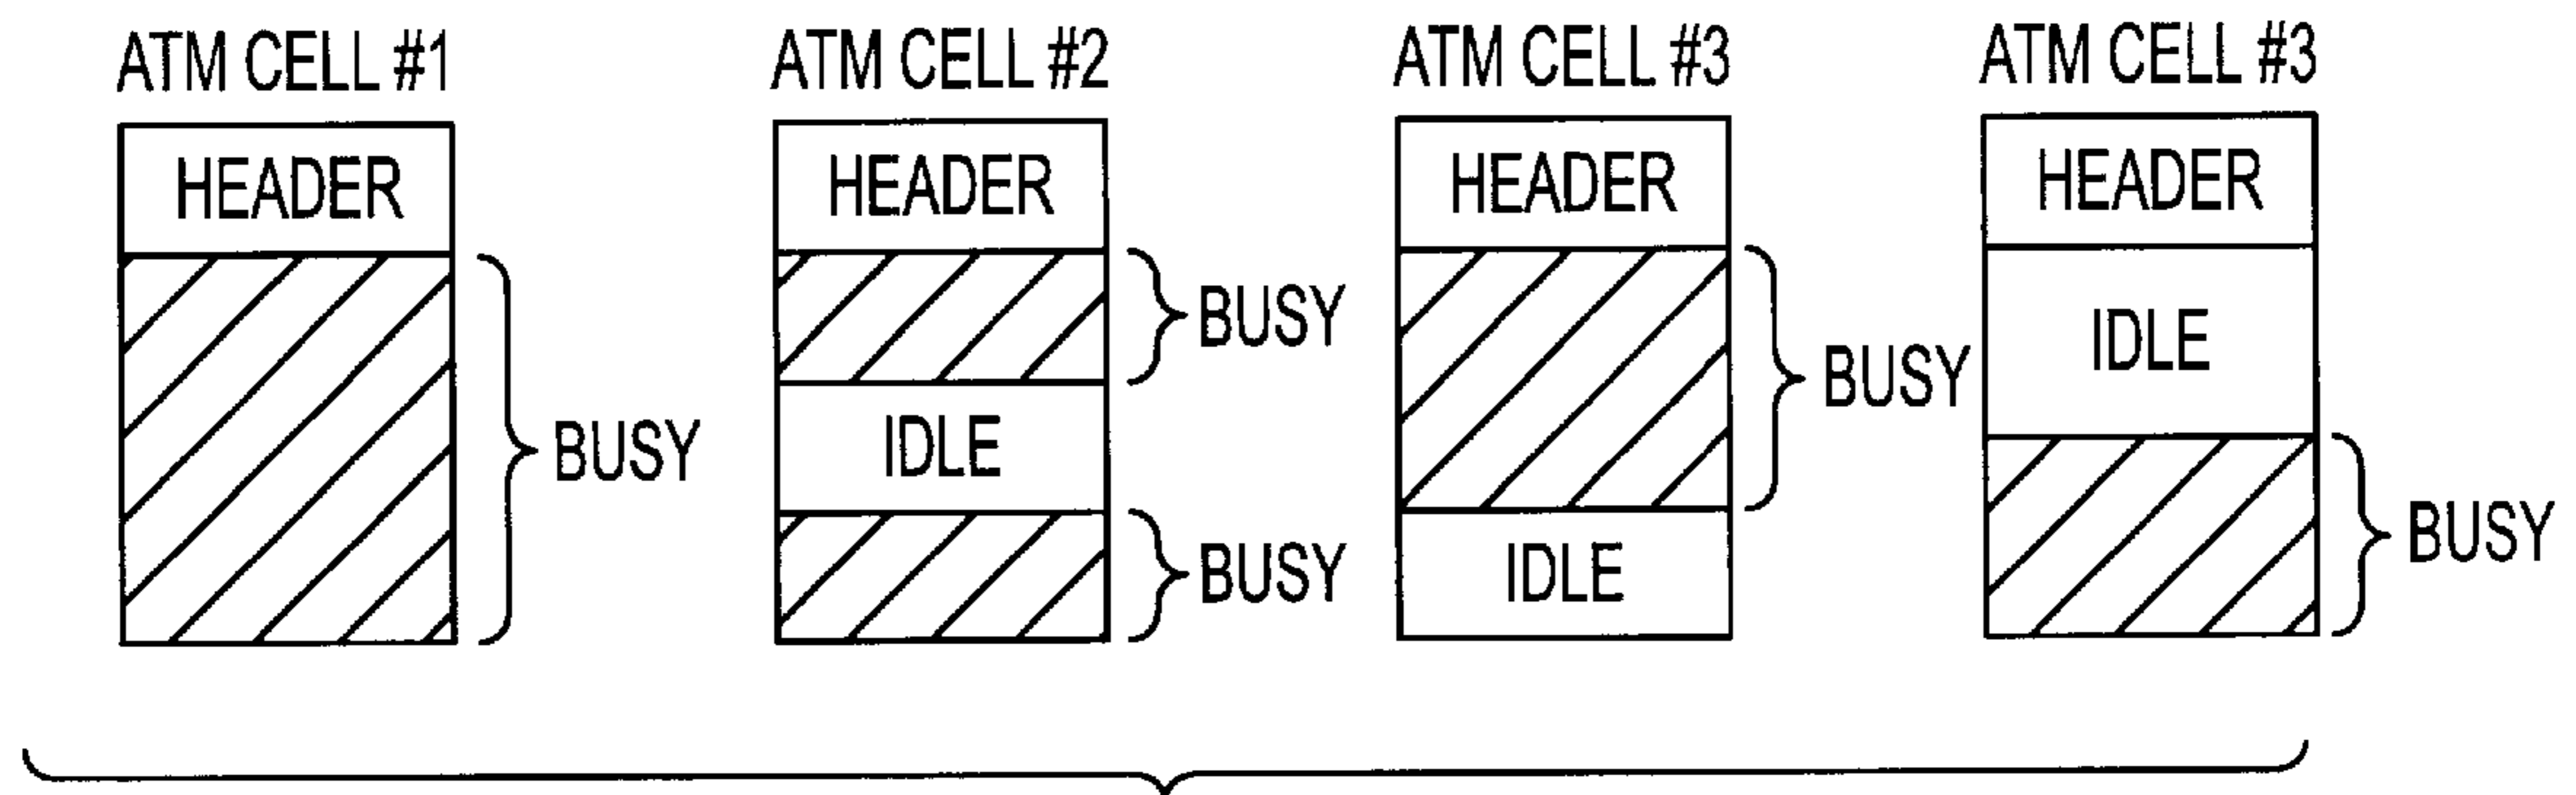 ATM CELL #1
ATM CELL #2
ATM CELL #3
ATM CELL #3
HEADER
HEADER
HEADER
HEADER
BUSY
BUSY
IDLE
BUSY
BUSY
IDLE
IDLE
BUSY